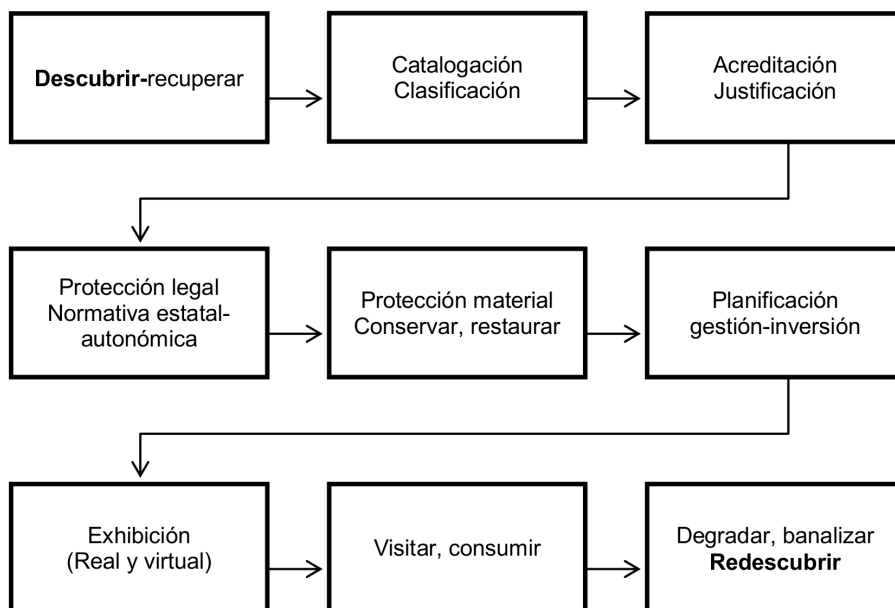 Descubrir-recuperar
Catalogación
Clasificación
Acreditación
Justificación
Protección legal
Normativa estatal-
autonómica
Protección material
Conservar, restaurar
Planificación
gestión-inversión
Exhibición
(Real y virtual)
Visitar, consumir
Degradar, banalizar
Redescubrir